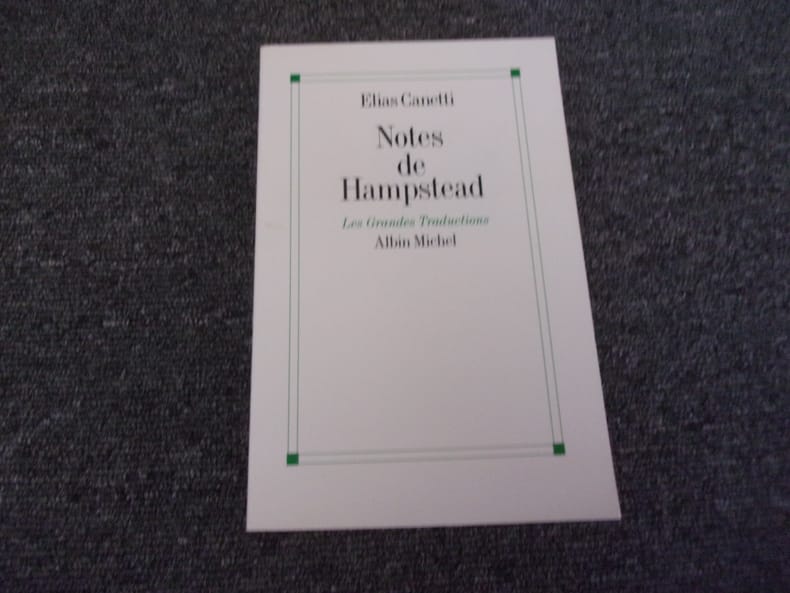 Elias Canetti
Notes
de
Hampstead
Les Grandes Traductions
Albin Michel